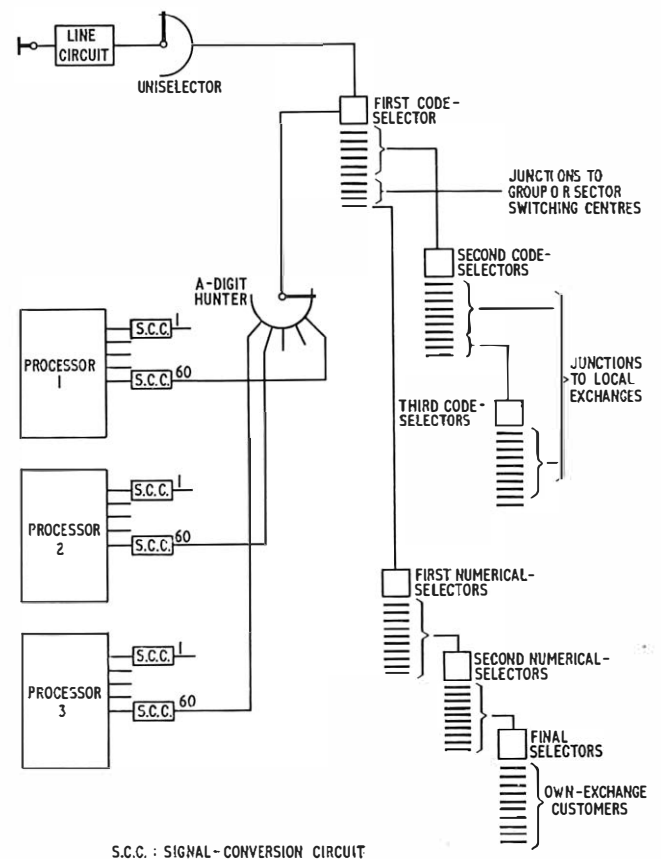 LINE
CIRCUIT
UNISELECTOR
FIRST CODE-
SELECTOR
JUNCTIONS TO
GROUP OR SECTOR
SWITCHING CENTRES
SECOND CODE-
SELECTORS
A-DIGIT
HUNTER
S.C.C. 1
PROCESSOR
1
S.C.C. 60
JUNCTIONS
TO LOCAL
EXCHANGES
THIRD CODE-
SELECTORS
S.C.C. 1
PROCESSOR
2
S.C.C. 60
FIRST NUMERICAL-
SELECTORS
S.C.C. 1
PROCESSOR
3
S.C.C. 60
SECOND NUMERICAL-
SELECTORS
FINAL
SELECTORS
OWN-EXCHANGE
CUSTOMERS
S.C.C. : SIGNAL-CONVERSION CIRCUIT